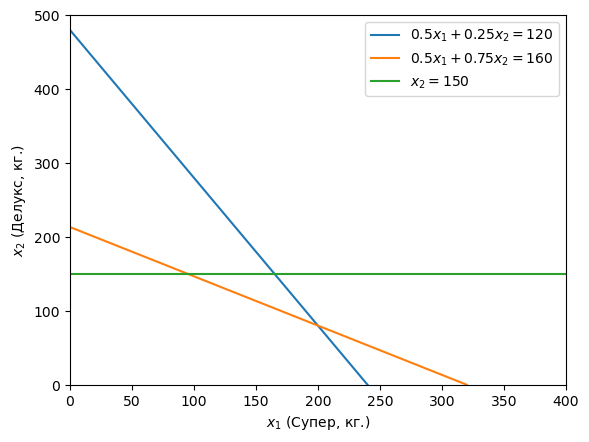 500
400
300
200
100
0
x₂ (Делукс, кг.)
0.5x₁ + 0.25x₂ = 120
0.5x₁ + 0.75x₂ = 160
x₂ = 150
0 50 100 150 200 250 300 350 400
x₁ (Супер, кг.)